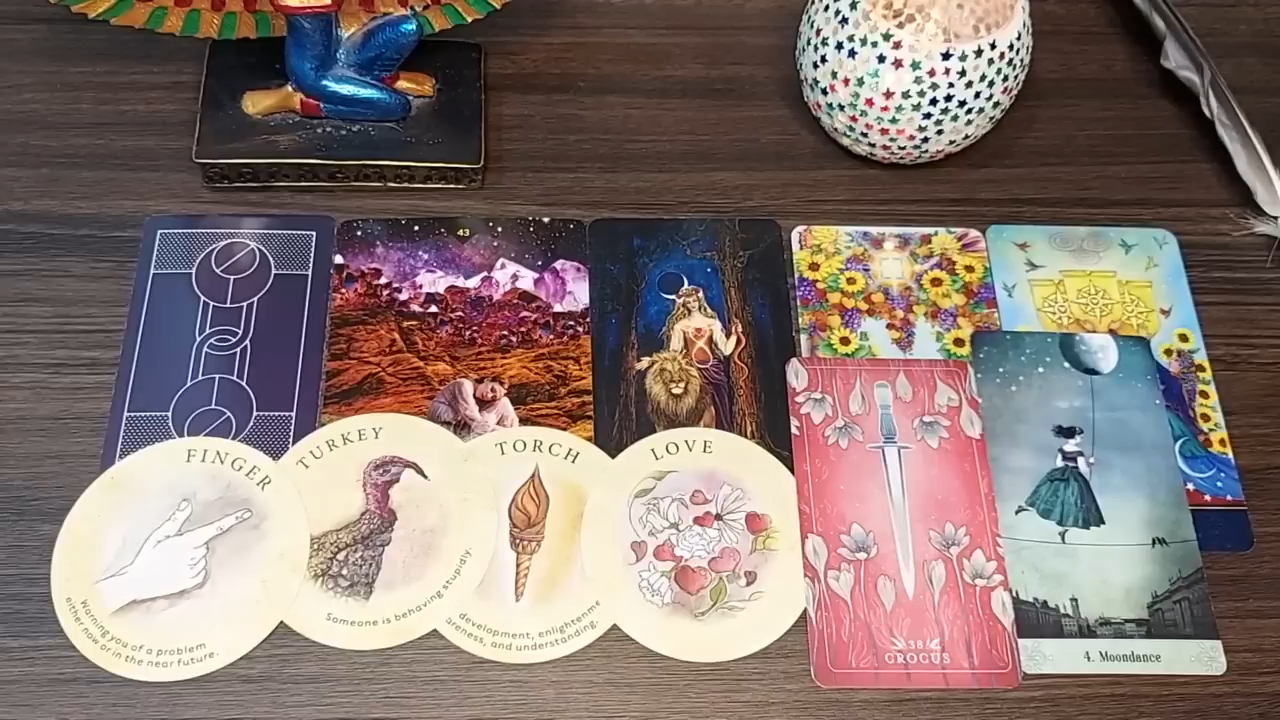 43
FINGER
Warning you of a problem
either now or in the near future.
TURKEY
Someone is behaving stupidly.
TORCH
development, enlightenme
areness, and understanding.
LOVE
38
CROCUS
4. Moondance